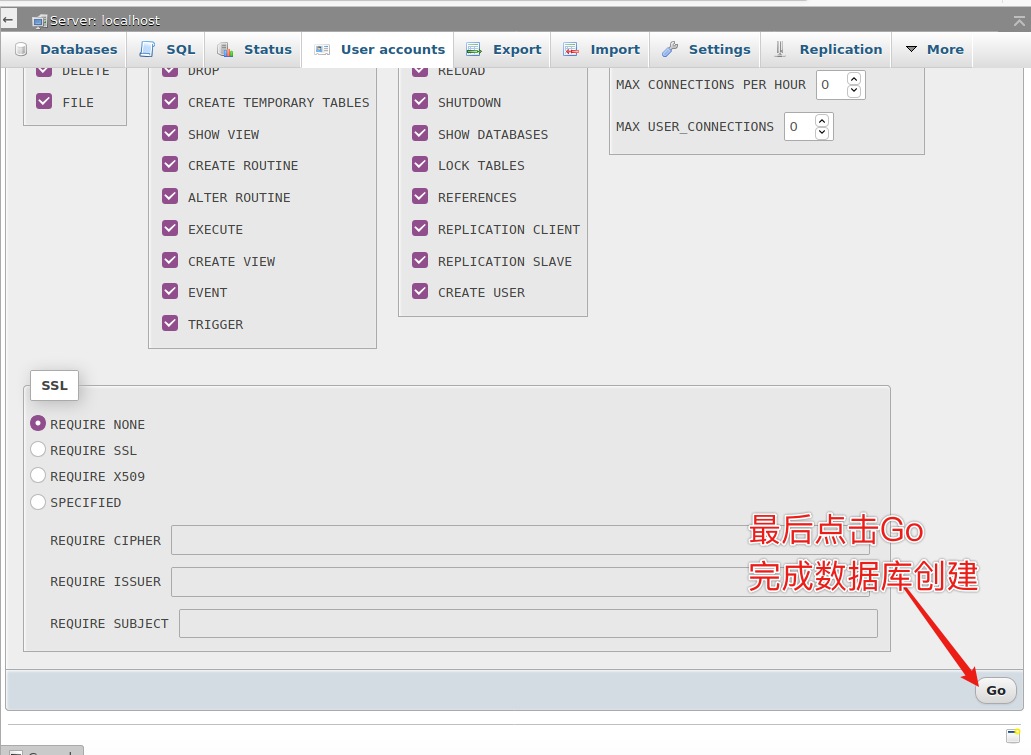 Server: localhost
Databases
SQL
Status
User accounts
Export
Import
Settings
Replication
More
DELETE
FILE
DROP
CREATE TEMPORARY TABLES
SHOW VIEW
CREATE ROUTINE
ALTER ROUTINE
EXECUTE
CREATE VIEW
EVENT
TRIGGER
RELOAD
SHUTDOWN
SHOW DATABASES
LOCK TABLES
REFERENCES
REPLICATION CLIENT
REPLICATION SLAVE
CREATE USER
MAX CONNECTIONS PER HOUR 0
MAX USER_CONNECTIONS 0
SSL
REQUIRE NONE
REQUIRE SSL
REQUIRE X509
SPECIFIED
REQUIRE CIPHER
REQUIRE ISSUER
REQUIRE SUBJECT
最后点击Go
完成数据库创建
Go